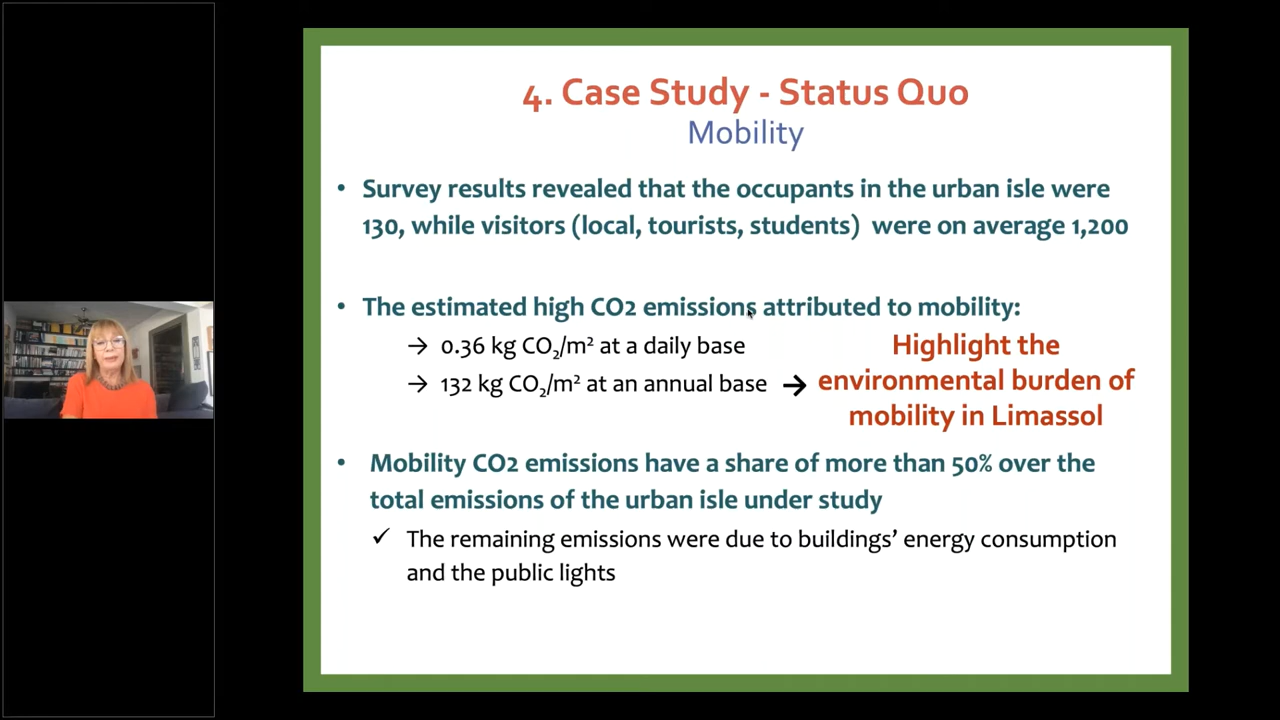 4. Case Study - Status Quo
Mobility
• Survey results revealed that the occupants in the urban isle were
130, while visitors (local, tourists, students) were on average 1,200
• The estimated high CO2 emissions attributed to mobility:
→ 0.36 kg CO₂/m² at a daily base
→ 132 kg CO₂/m² at an annual base →
Highlight the
environmental burden of
mobility in Limassol
• Mobility CO2 emissions have a share of more than 50% over the
total emissions of the urban isle under study
✓ The remaining emissions were due to buildings’ energy consumption
and the public lights